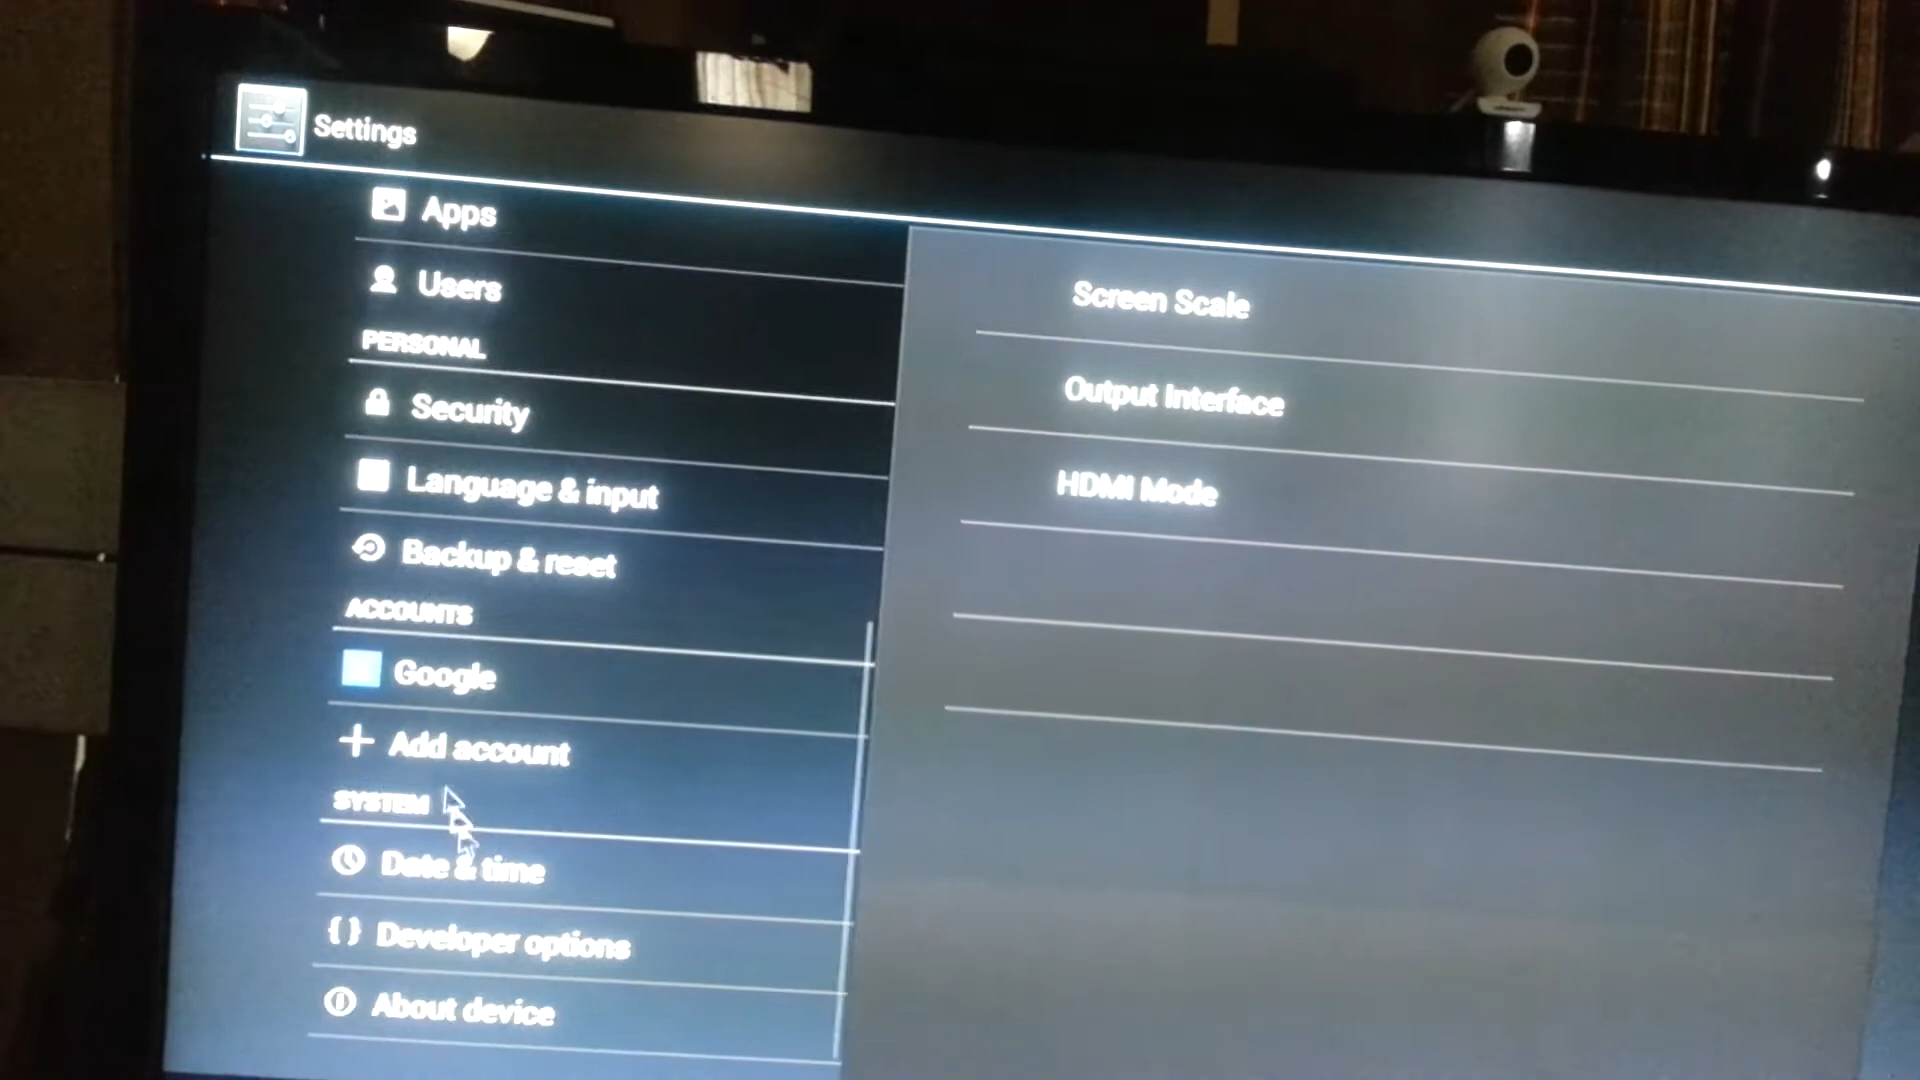 Settings
Apps
Users
PERSONAL
Security
Language & input
Backup & reset
ACCOUNTS
Google
Add account
SYSTEM
Date & time
Developer options
About device
Screen Scale
Output Interface
HDMI Mode